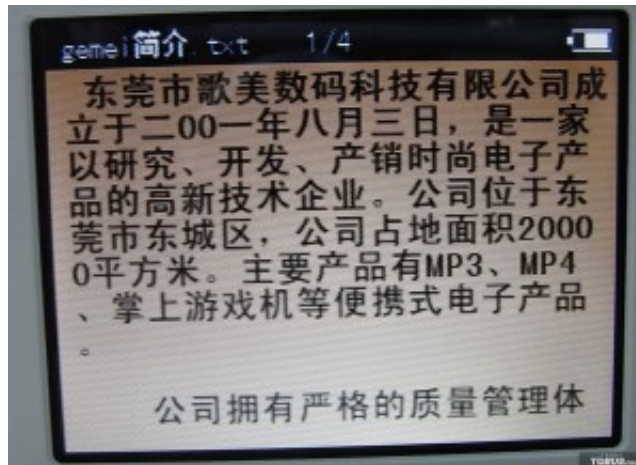 gemei简介.txt 1/4
东莞市歌美数码科技有限公司成
立于二00一年八月三日，是一家
以研究、开发、产销时尚电子产
品的高新技术企业。公司位于东
莞市东城区，公司占地面积2000
0平方米。主要产品有MP3、MP4
、掌上游戏机等便携式电子产品
。
公司拥有严格的质量管理体